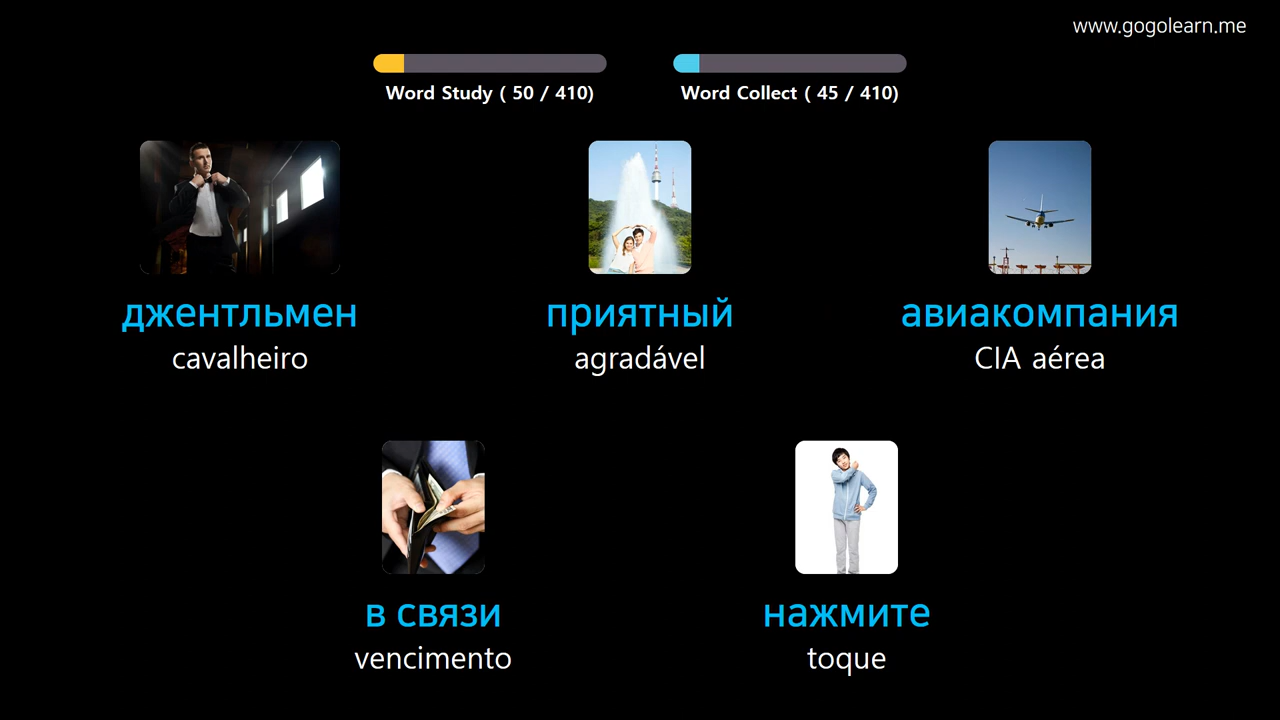 www.gogolearn.me
Word Study ( 50 / 410)
Word Collect ( 45 / 410)
джентльмен
cavalheiro
приятный
agradável
авиакомпания
CIA aérea
в связи
vencimento
нажмите
toque